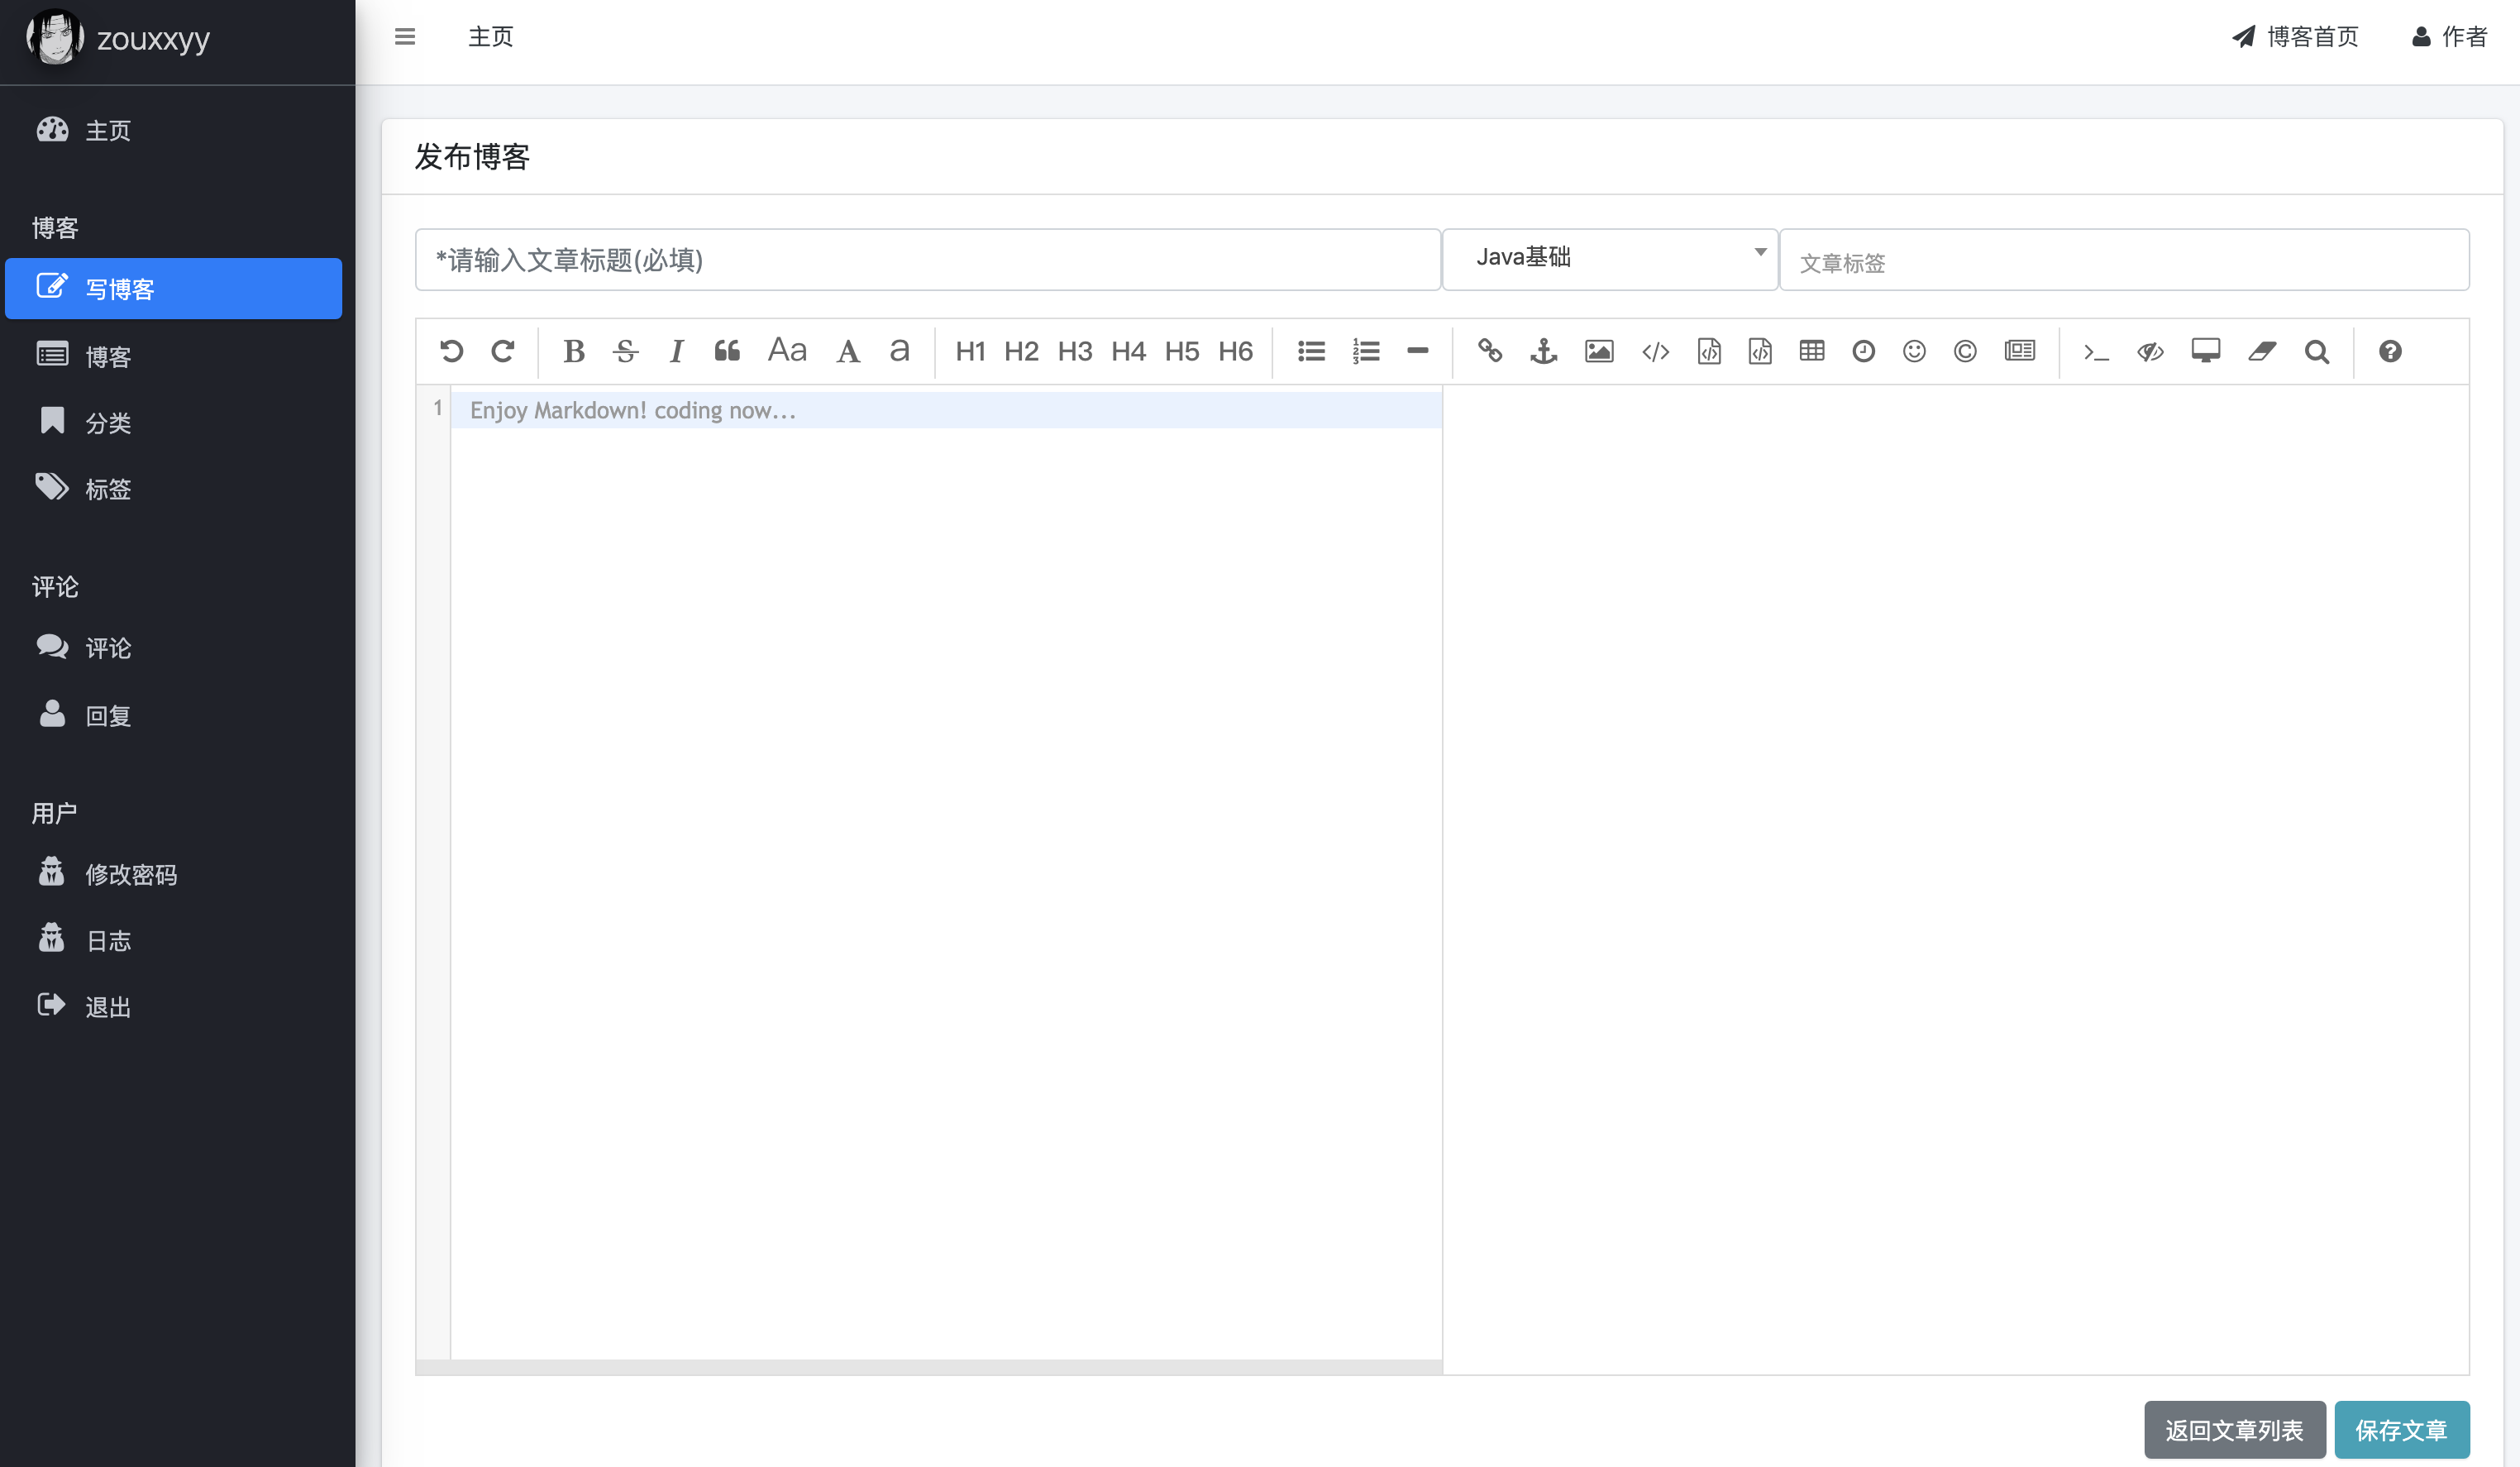 zouxxyy
主页
博客
写博客
博客
分类
标签
评论
评论
回复
用户
修改密码
日志
退出
主页
博客首页
作者
发布博客
*请输入文章标题(必填)
Java基础
文章标签
B S I Aa A a H1 H2 H3 H4 H5 H6
1
Enjoy Markdown! coding now...
返回文章列表
保存文章